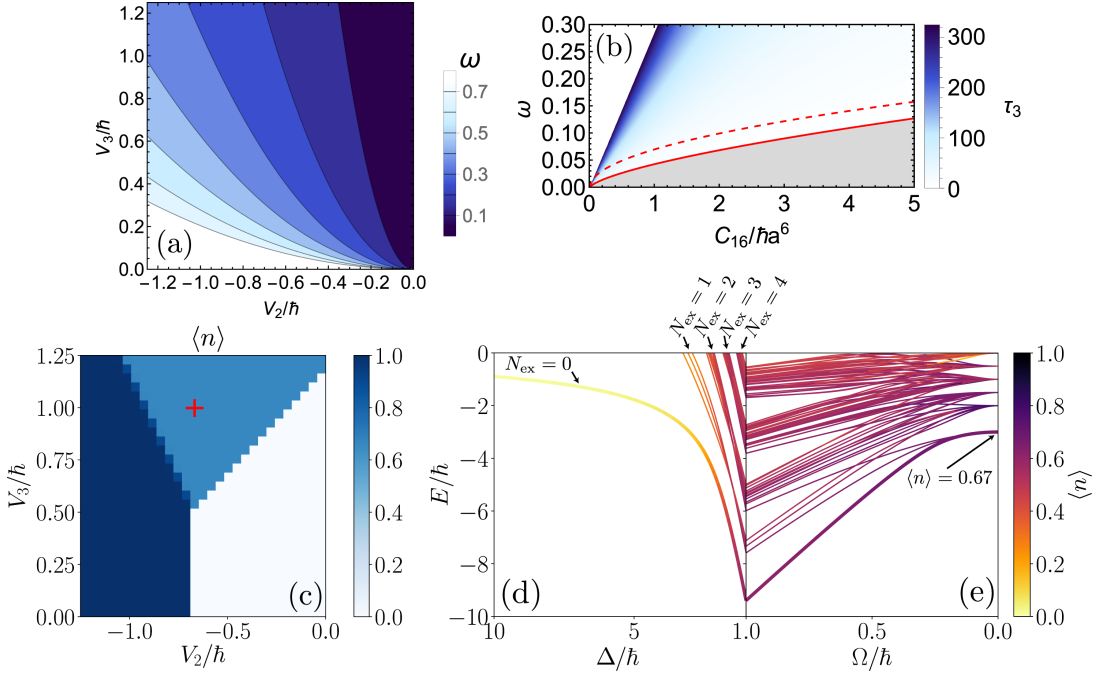 1.2
1.0
0.8
0.6
0.4
0.2
0.0
V₃/ħ
(a)
−1.2 −1.0 −0.8 −0.6 −0.4 −0.2 0.0
V₂/ħ
ω
0.7
0.5
0.3
0.1
(b)
0.30
0.25
0.20
0.15
0.10
0.05
0.00
ω
0 1 2 3 4 5
C₁₆/ħa⁶
300
200
100
0
τ₃
⟨n⟩
1.25
1.00
0.75
0.50
0.25
0.00
V₃/ħ
(c)
−1.0 −0.5 0.0
V₂/ħ
1.0
0.8
0.6
0.4
0.2
0.0
N_ex = 1
N_ex = 2
N_ex = 3
N_ex = 4
N_ex = 0
0
−2
−4
−6
−8
−10
E/ħ
(d)
10 5 1.0
Δ/ħ
⟨n⟩ = 0.67
(e)
0.5 0.0
Ω/ħ
1.0
0.8
0.6
0.4
0.2
0.0
⟨n⟩